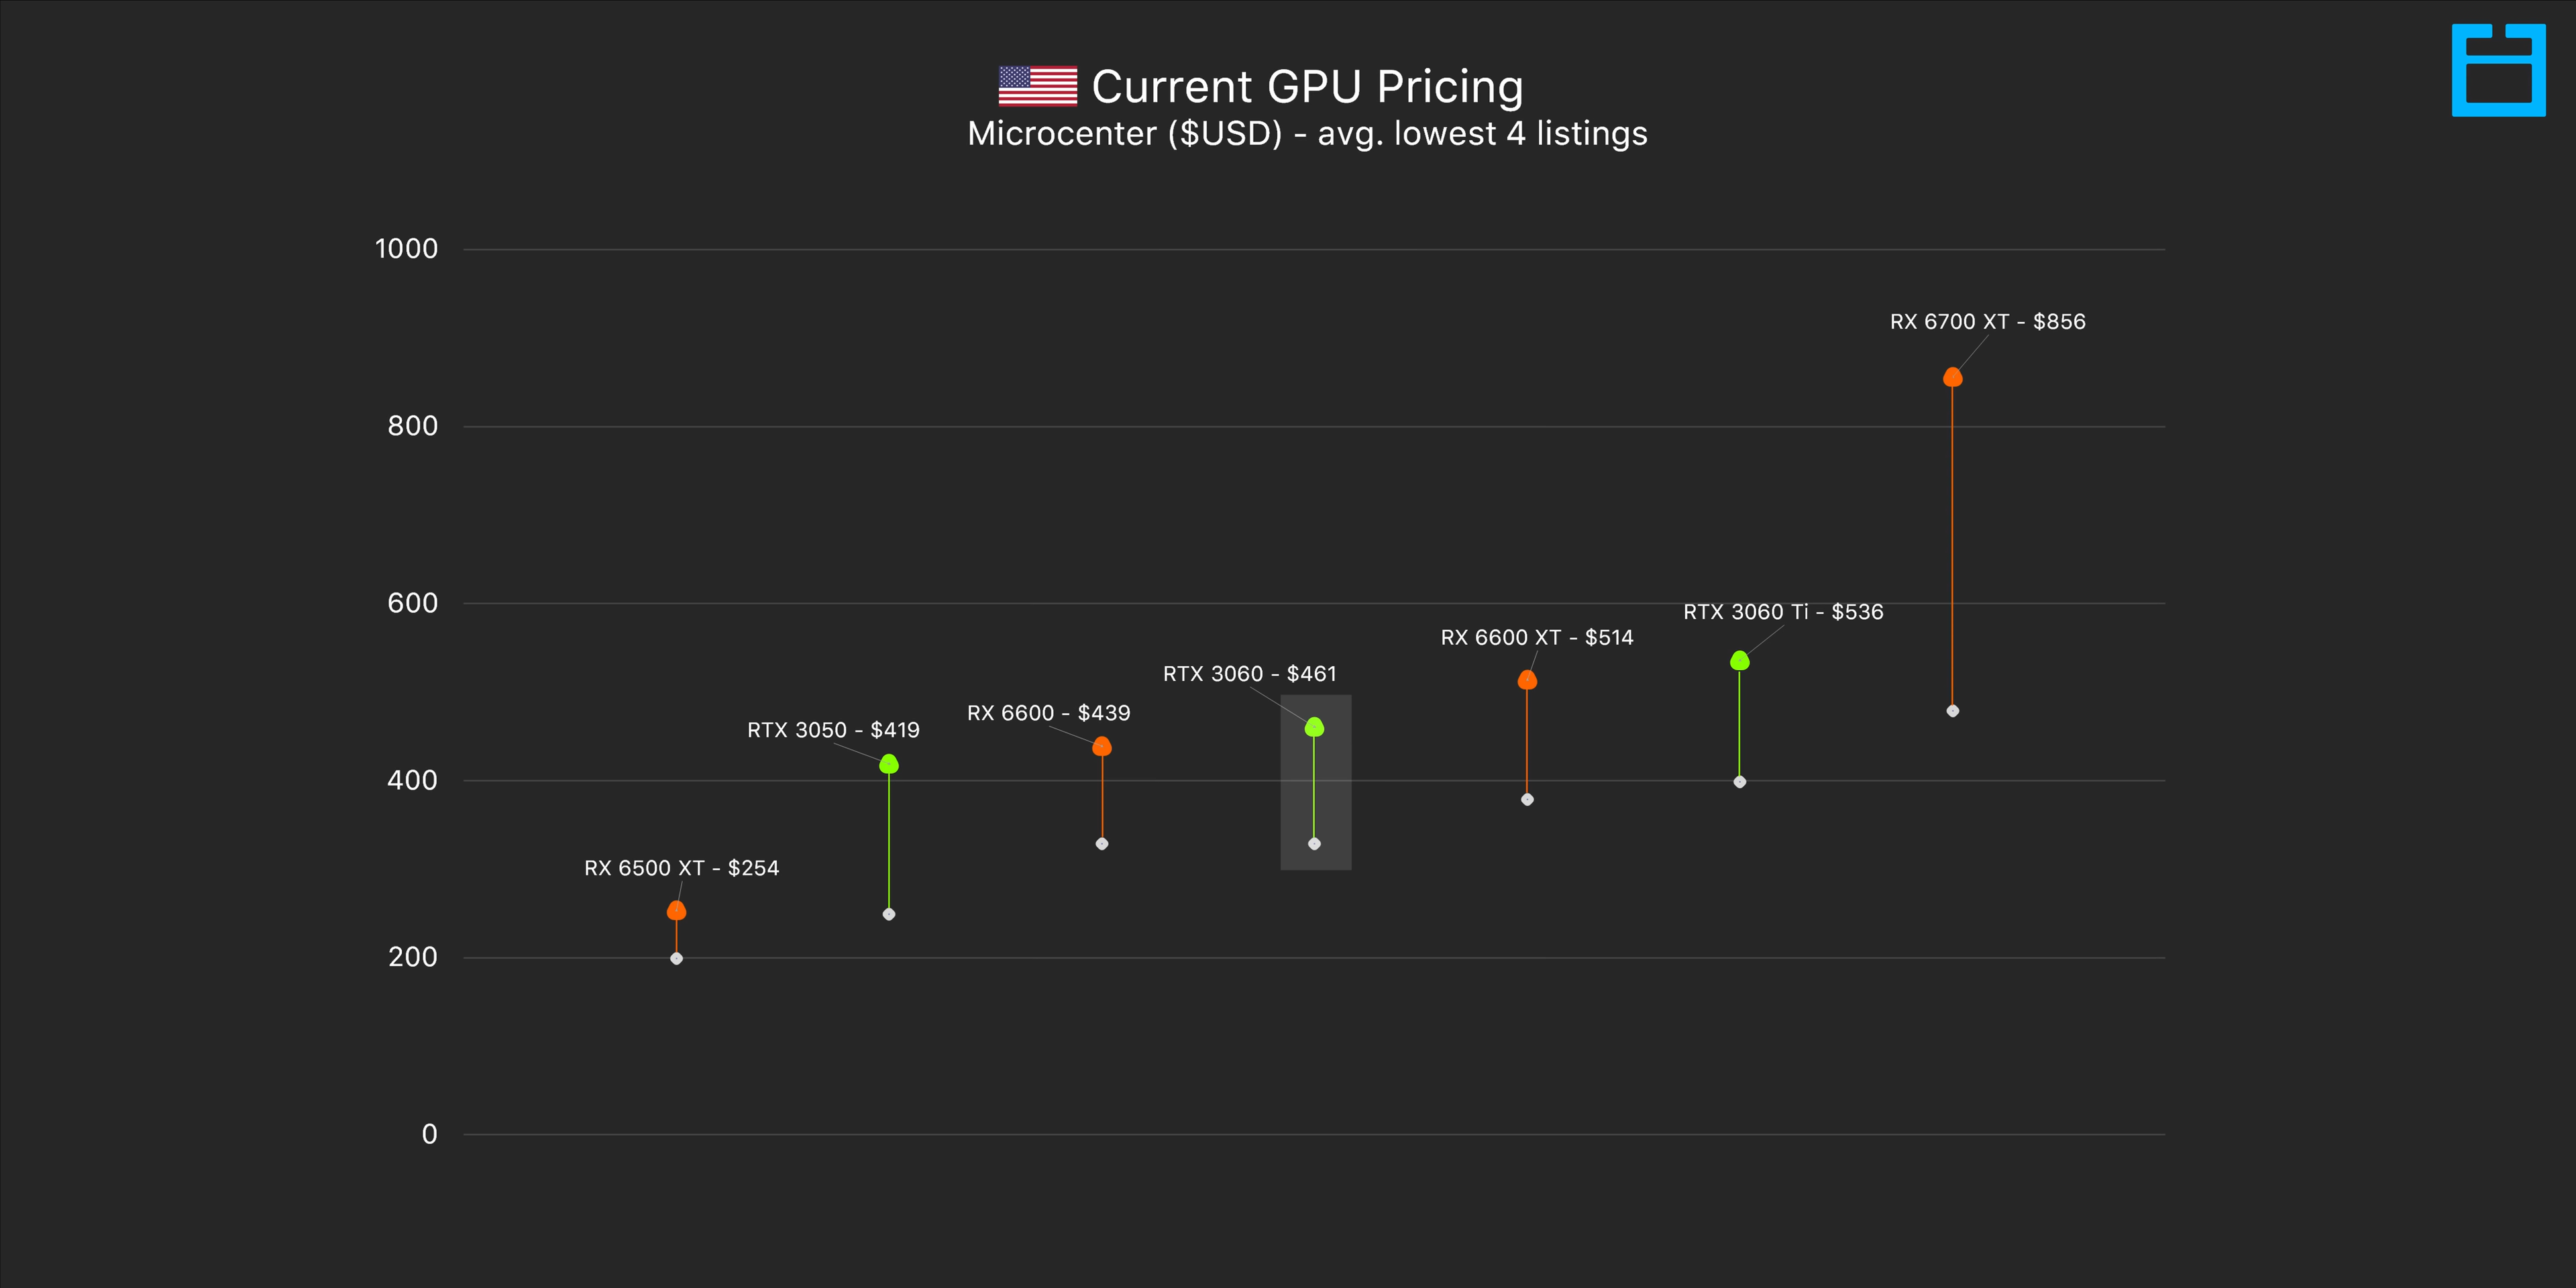 Current GPU Pricing
Microcenter ($USD) - avg. lowest 4 listings
1000
RX 6700 XT - $856
800
600
RTX 3060 Ti - $536
RX 6600 XT - $514
RTX 3060 - $461
RX 6600 - $439
RTX 3050 - $419
400
RX 6500 XT - $254
200
0